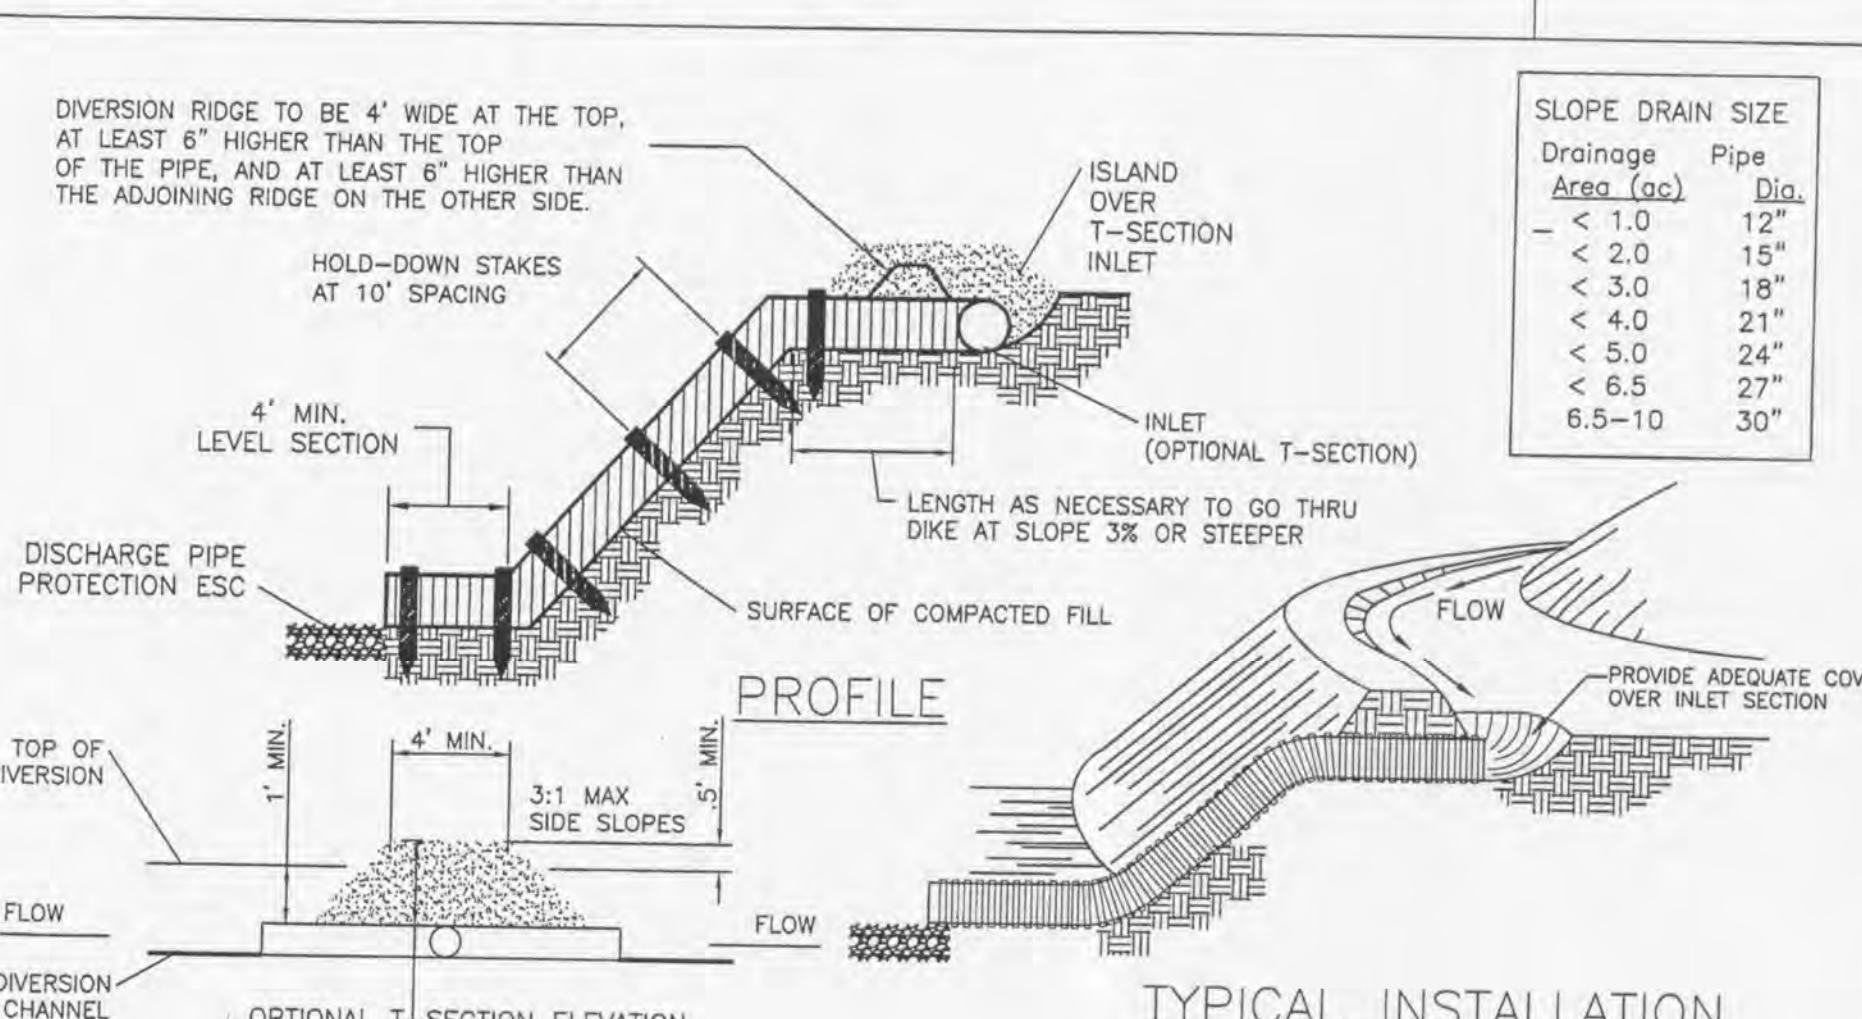 DIVERSION RIDGE TO BE 4' WIDE AT THE TOP,
AT LEAST 6" HIGHER THAN THE TOP
OF THE PIPE, AND AT LEAST 6" HIGHER THAN
THE ADJOINING RIDGE ON THE OTHER SIDE.
ISLAND
OVER
T-SECTION
INLET
SLOPE DRAIN SIZE
Drainage Pipe
Area (ac) Dia.
_ < 1.0 12"
< 2.0 15"
< 3.0 18"
< 4.0 21"
< 5.0 24"
< 6.5 27"
6.5-10 30"
HOLD-DOWN STAKES
AT 10' SPACING
4' MIN.
LEVEL SECTION
INLET
(OPTIONAL T-SECTION)
LENGTH AS NECESSARY TO GO THRU
DIKE AT SLOPE 3% OR STEEPER
DISCHARGE PIPE
PROTECTION ESC
SURFACE OF COMPACTED FILL
FLOW
PROFILE
PROVIDE ADEQUATE COV
OVER INLET SECTION
TOP OF
IVERSION
1' MIN.
4' MIN.
.5' MIN.
3:1 MAX
SIDE SLOPES
FLOW
FLOW
DIVERSION
CHANNEL
OPTIONAL T-SECTION ELEVATION
TYPICAL INSTALLATION